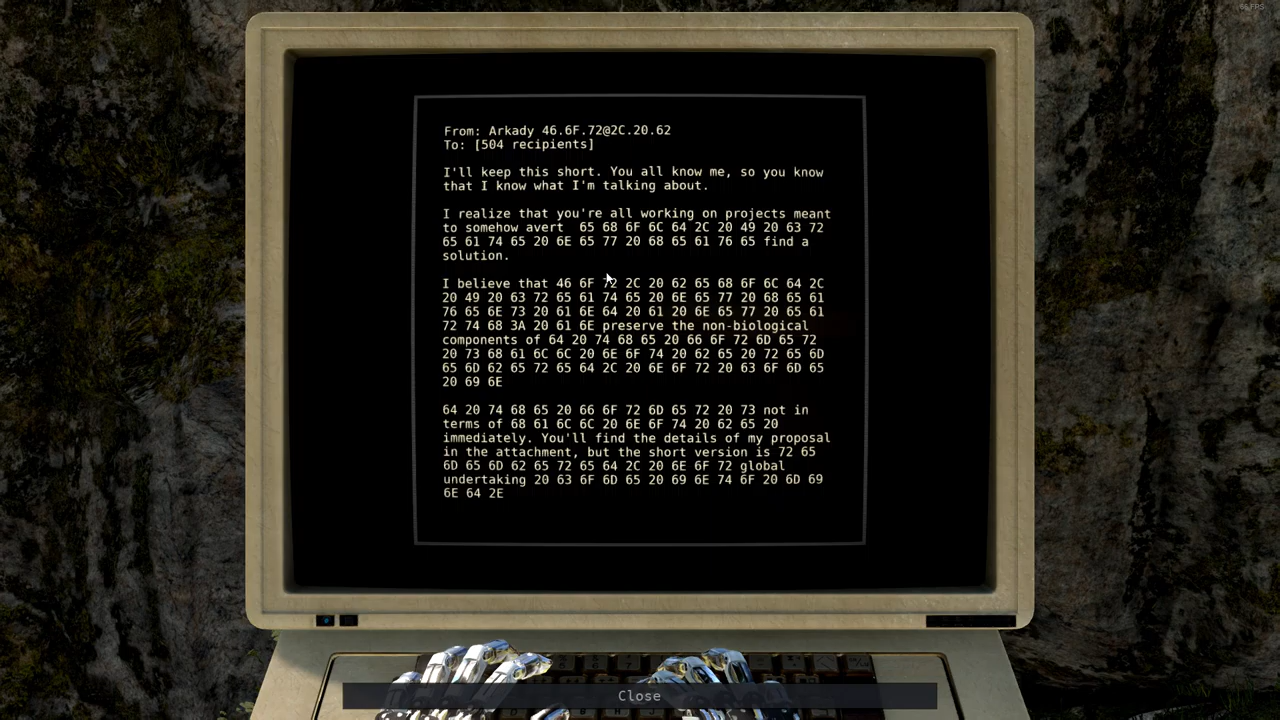 66 FPS
From: Arkady 46.6F.72@2C.20.62
To: [504 recipients]
I'll keep this short. You all know me, so you know
that I know what I'm talking about.
I realize that you're all working on projects meant
to somehow avert 65 68 6F 6C 64 2C 20 49 20 63 72
65 61 74 65 20 6E 65 77 20 68 65 61 76 65 find a
solution.
I believe that 46 6F 72 2C 20 62 65 68 6F 6C 64 2C
20 49 20 63 72 65 61 74 65 20 6E 65 77 20 68 65 61
76 65 6E 73 20 61 6E 64 20 61 20 6E 65 77 20 65 61
72 74 68 3A 20 61 6E preserve the non-biological
components of 64 20 74 68 65 20 66 6F 72 6D 65 72
20 73 68 61 6C 6C 20 6E 6F 74 20 62 65 20 72 65 6D
65 6D 62 65 72 65 64 2C 20 6E 6F 72 20 63 6F 6D 65
20 69 6E
64 20 74 68 65 20 66 6F 72 6D 65 72 20 73 not in
terms of 68 61 6C 6C 20 6E 6F 74 20 62 65 20
immediately. You'll find the details of my proposal
in the attachment, but the short version is 72 65
6D 65 6D 62 65 72 65 64 2C 20 6E 6F 72 global
undertaking 20 63 6F 6D 65 20 69 6E 74 6F 20 6D 69
6E 64 2E
Close